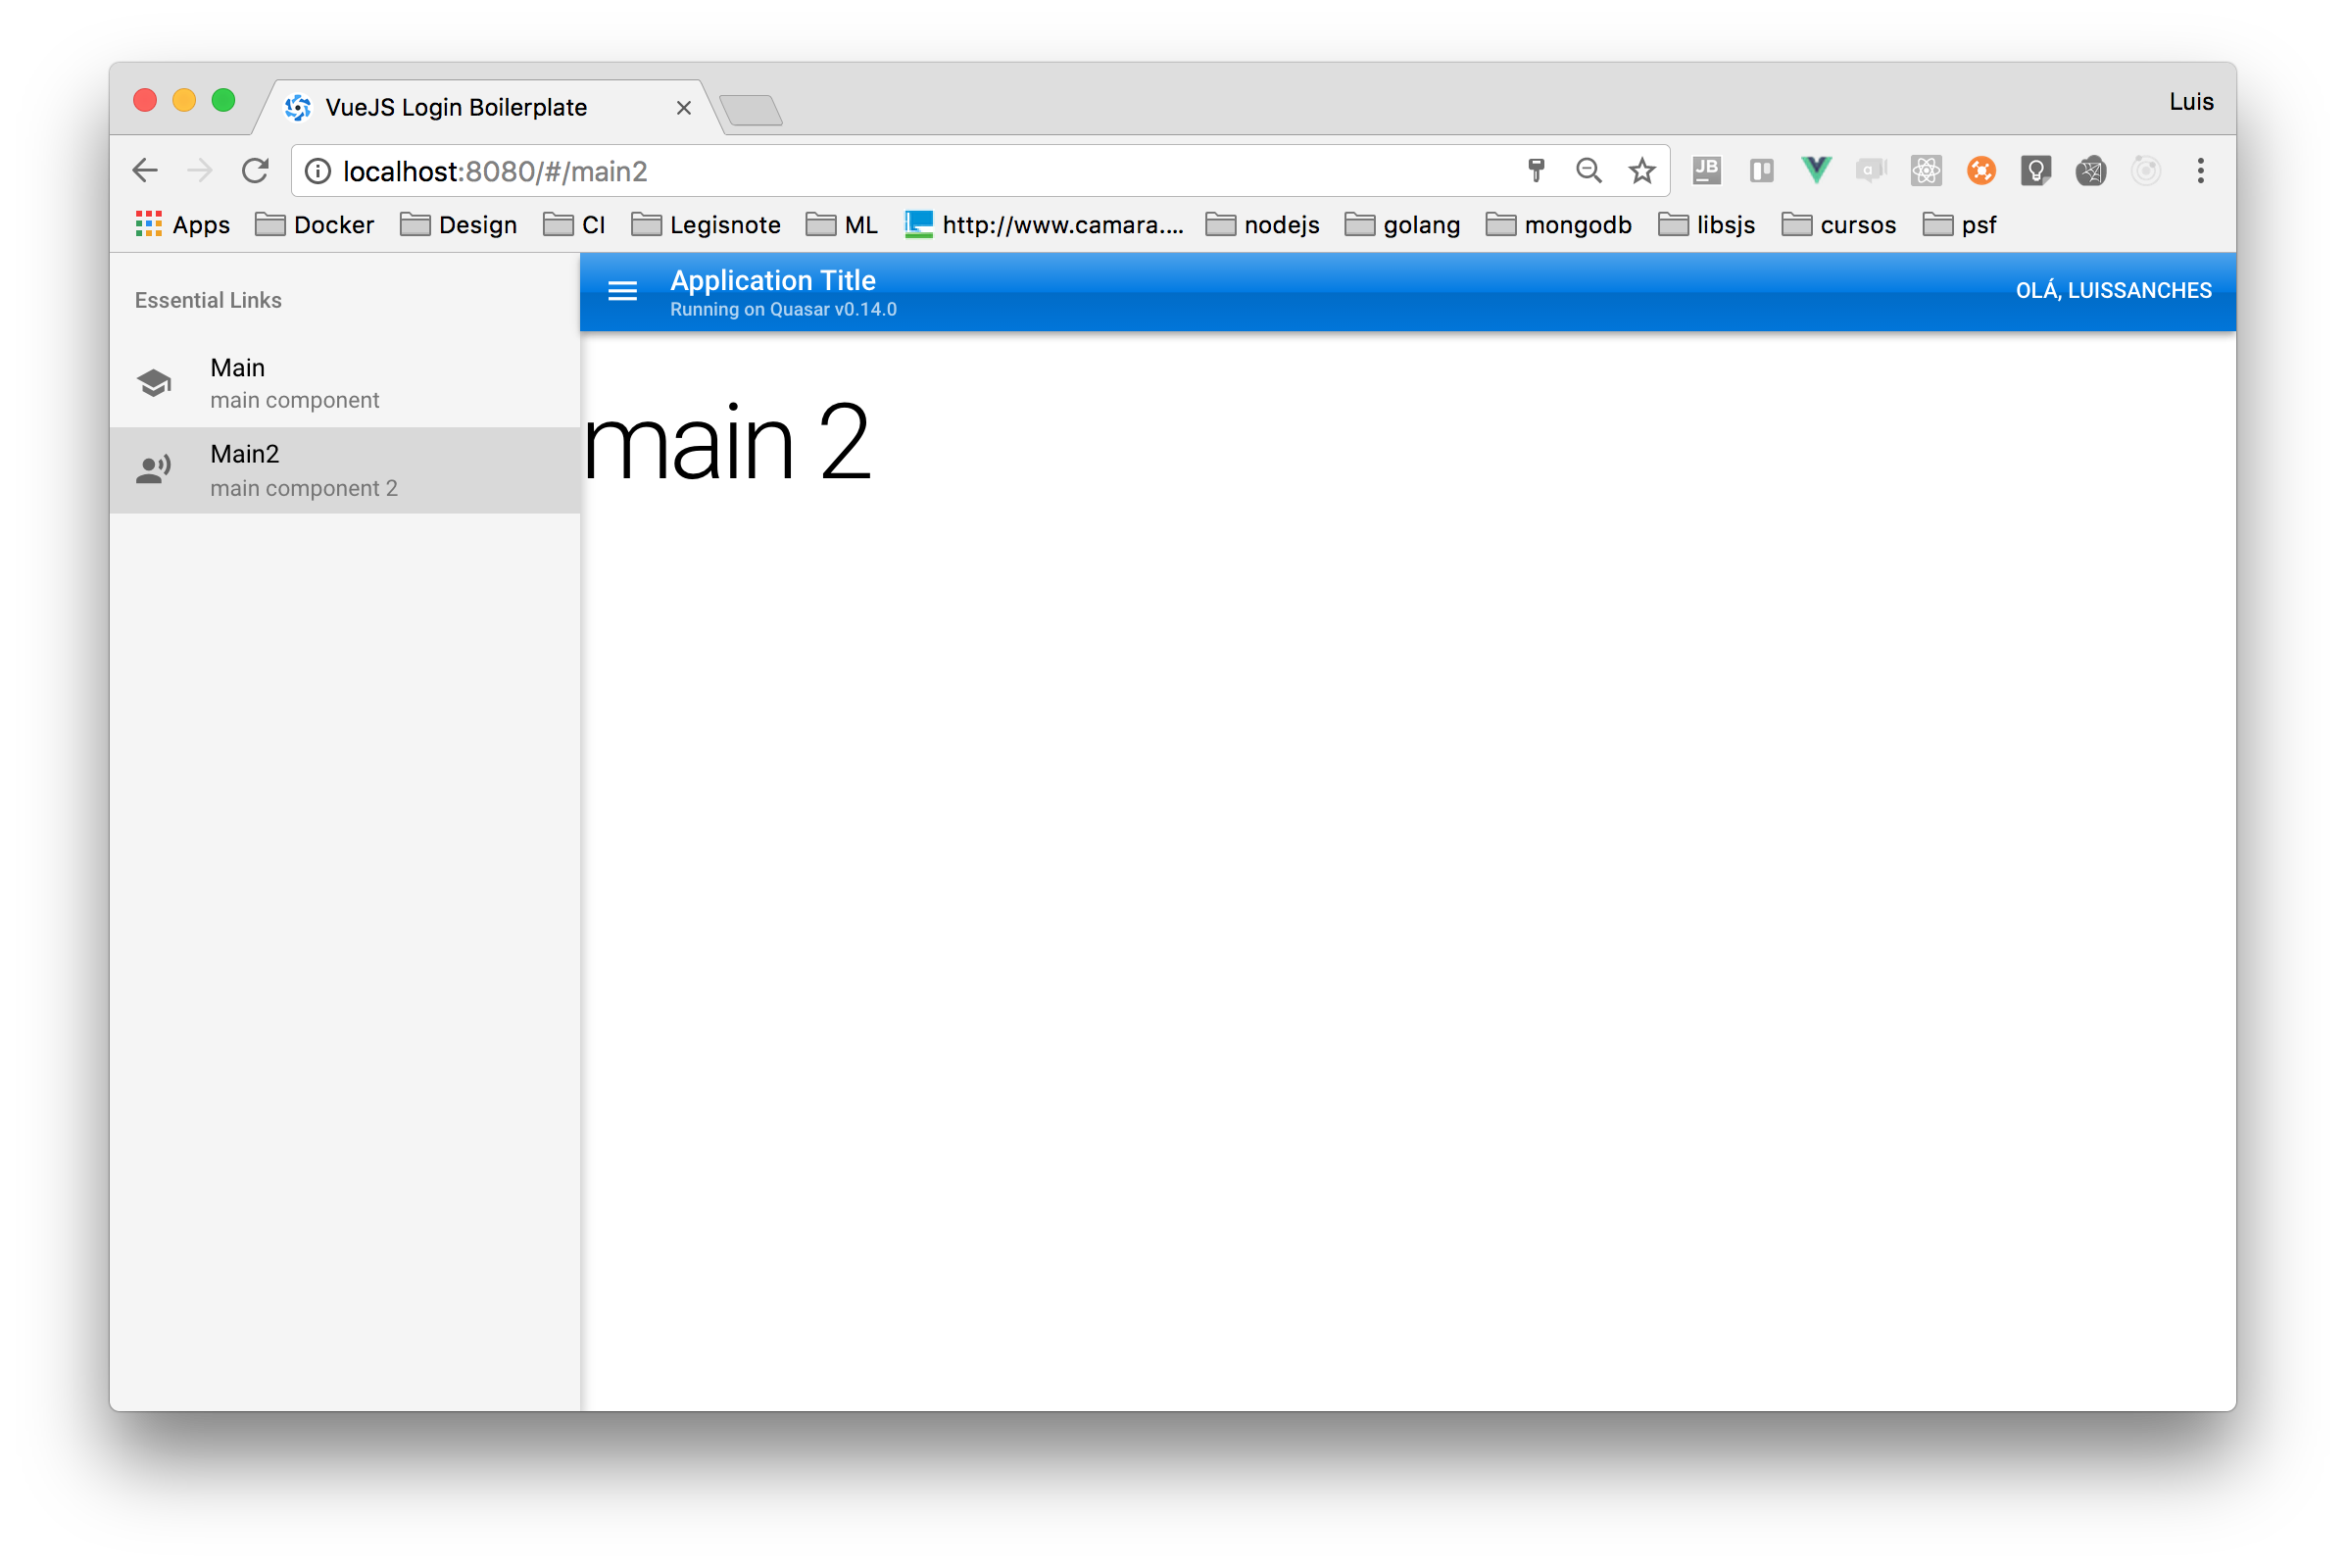 VueJS Login Boilerplate
Luis
localhost:8080/#/main2
JB
a
Apps Docker Design CI Legisnote ML http://www.camara.... nodejs golang mongodb libsjs cursos psf
Essential Links
Main
main component
Main2
main component 2
Application Title
Running on Quasar v0.14.0
OLÁ, LUISSANCHES
main 2